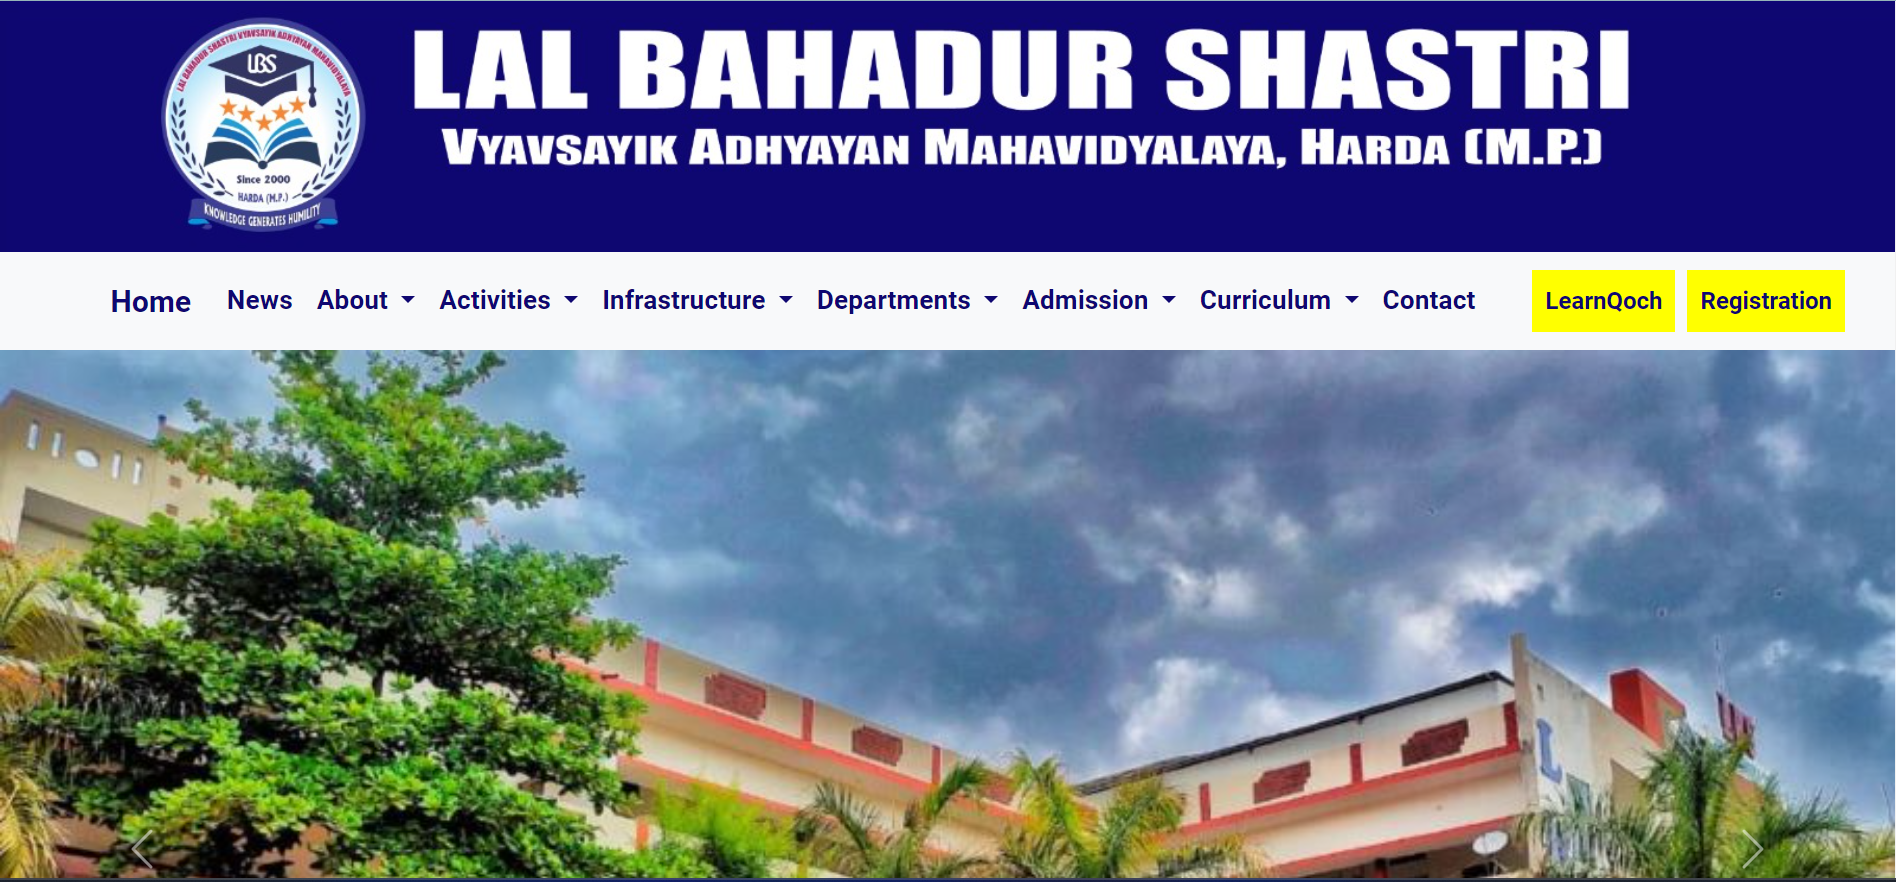 LAL BAHADUR SHASTRI VYAVSAYIK ADHYAYAN MAHAVIDYALAYA
LBS
Since 2000
HARDA (M.P.)
KNOWLEDGE GENERATES HUMILITY
LAL BAHADUR SHASTRI
VYAVSAYIK ADHYAYAN MAHAVIDYALAYA, HARDA (M.P.)
Home News About Activities Infrastructure Departments Admission Curriculum Contact LearnQoch Registration
L